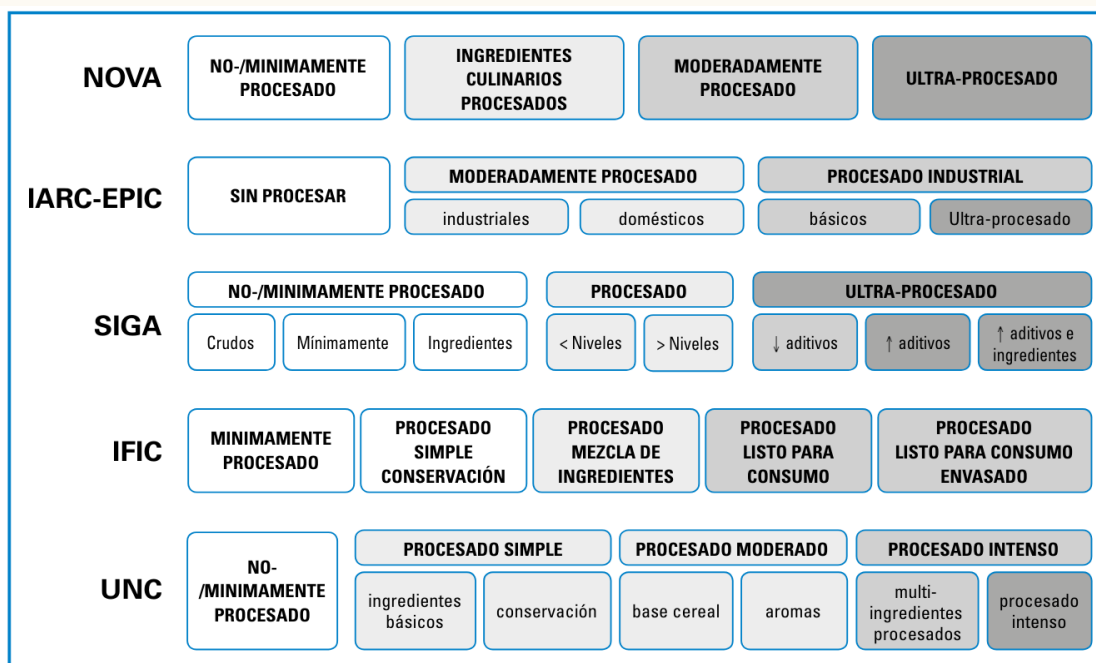 NOVA
NO-/MINIMAMENTE
PROCESADO
INGREDIENTES
CULINARIOS
PROCESADOS
MODERADAMENTE
PROCESADO
ULTRA-PROCESADO
IARC-EPIC
SIN PROCESAR
MODERADAMENTE PROCESADO
industriales
domésticos
PROCESADO INDUSTRIAL
básicos
Ultra-procesado
SIGA
NO-/MINIMAMENTE PROCESADO
Crudos
Mínimamente
Ingredientes
PROCESADO
< Niveles
> Niveles
ULTRA-PROCESADO
↓ aditivos
↑ aditivos
↑ aditivos e
ingredientes
IFIC
MINIMAMENTE
PROCESADO
PROCESADO
SIMPLE
CONSERVACIÓN
PROCESADO
MEZCLA DE
INGREDIENTES
PROCESADO
LISTO PARA
CONSUMO
PROCESADO
LISTO PARA CONSUMO
ENVASADO
UNC
NO-
/MINIMAMENTE
PROCESADO
PROCESADO SIMPLE
ingredientes
básicos
conservación
PROCESADO MODERADO
base cereal
aromas
PROCESADO INTENSO
multi-
ingredientes
procesados
procesado
intenso